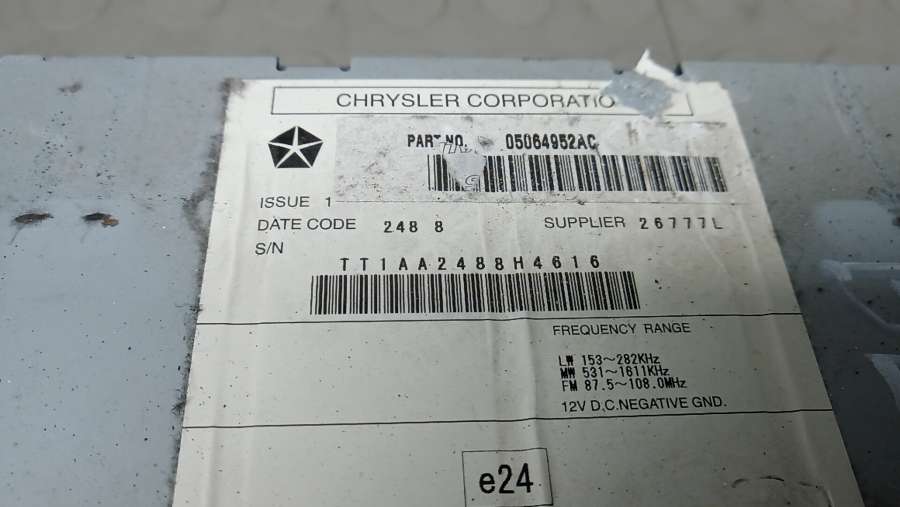 CHRYSLER CORPORATIO
PART NO. 05064952AC
ISSUE 1
DATE CODE 248 8 SUPPLIER 26777L
S/N
TT1AA2488H4616
FREQUENCY RANGE
LW 153~282KHz
MW 531~1611KHz
FM 87.5~108.0MHz
12V D.C.NEGATIVE GND.
e24